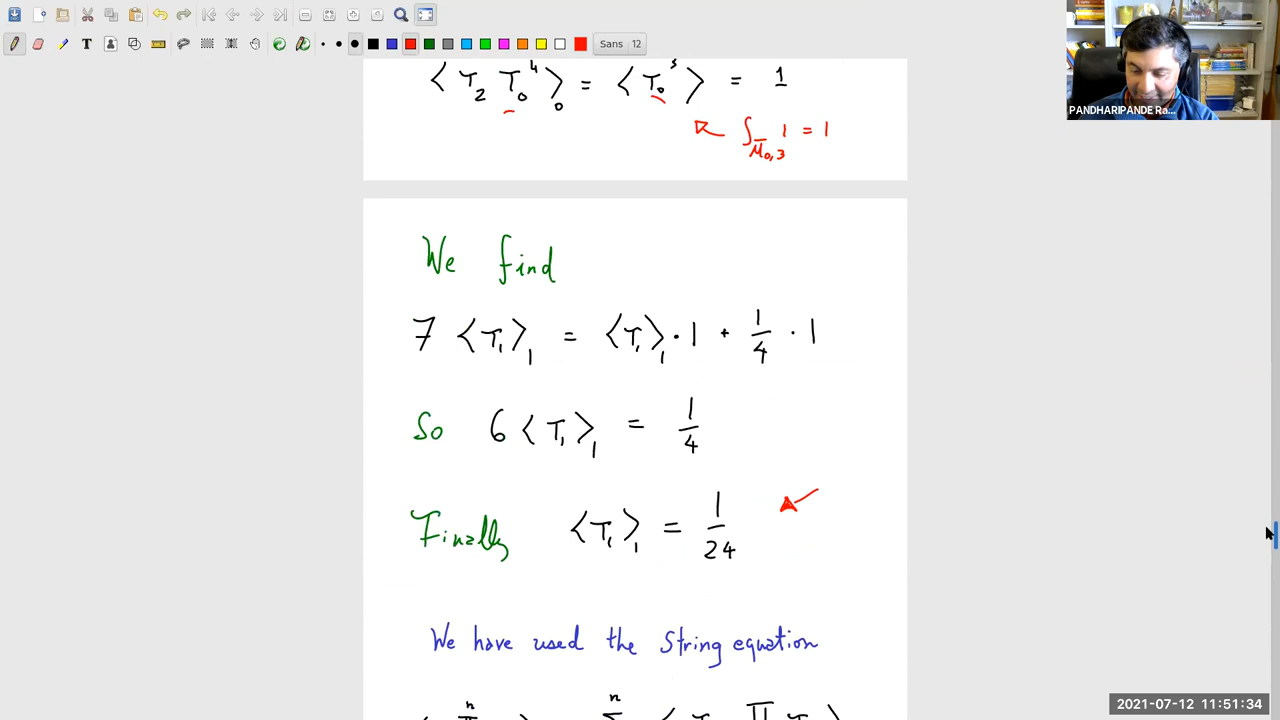 Sans 12
PANDHARIPANDE Ra...
⟨τ₂ τ₀⁴⟩₀ = ⟨τ₀³⟩ = 1
∫_{M̄₀,₃} 1 = 1
We find
7 ⟨τ₁⟩₁ = ⟨τ₁⟩₁ · 1 + 1/4 · 1
So 6 ⟨τ₁⟩₁ = 1/4
Finally ⟨τ₁⟩₁ = 1/24
We have used the String equation
2021-07-12 11:51:34